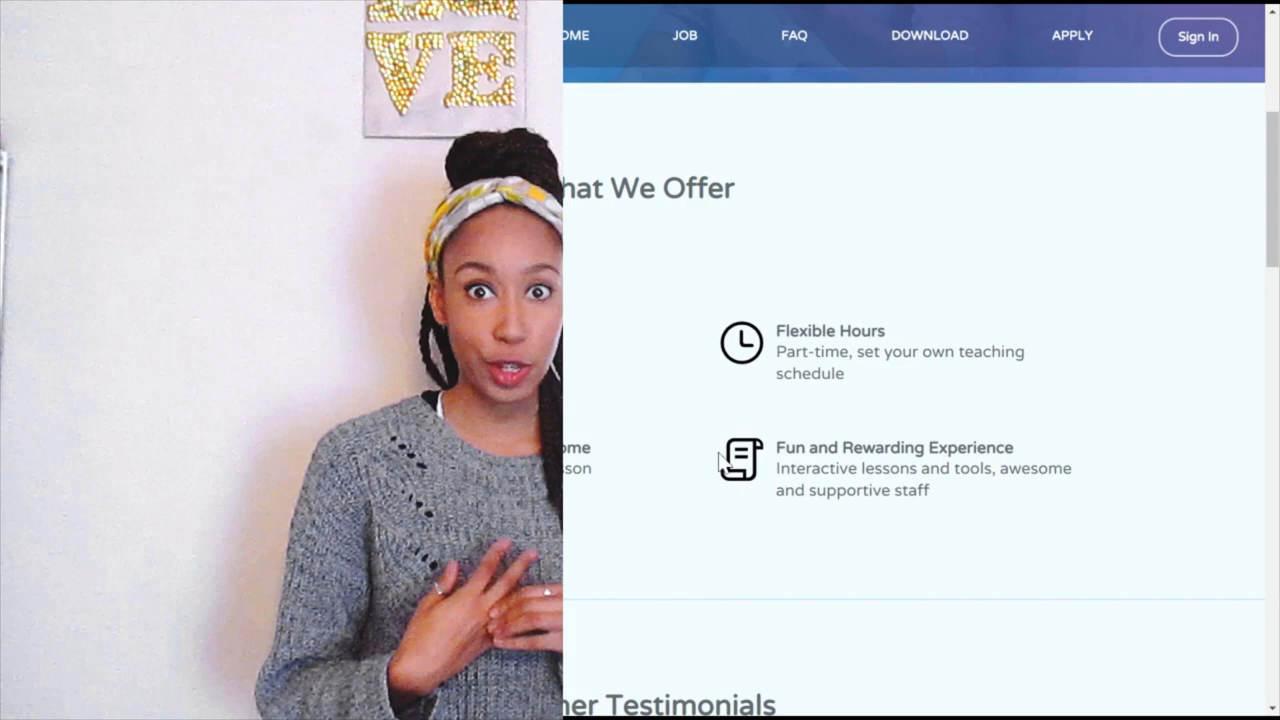 VE
OME JOB FAQ DOWNLOAD APPLY Sign In
hat We Offer
Flexible Hours
Part-time, set your own teaching
schedule
ome
sson
Fun and Rewarding Experience
Interactive lessons and tools, awesome
and supportive staff
her Testimonials